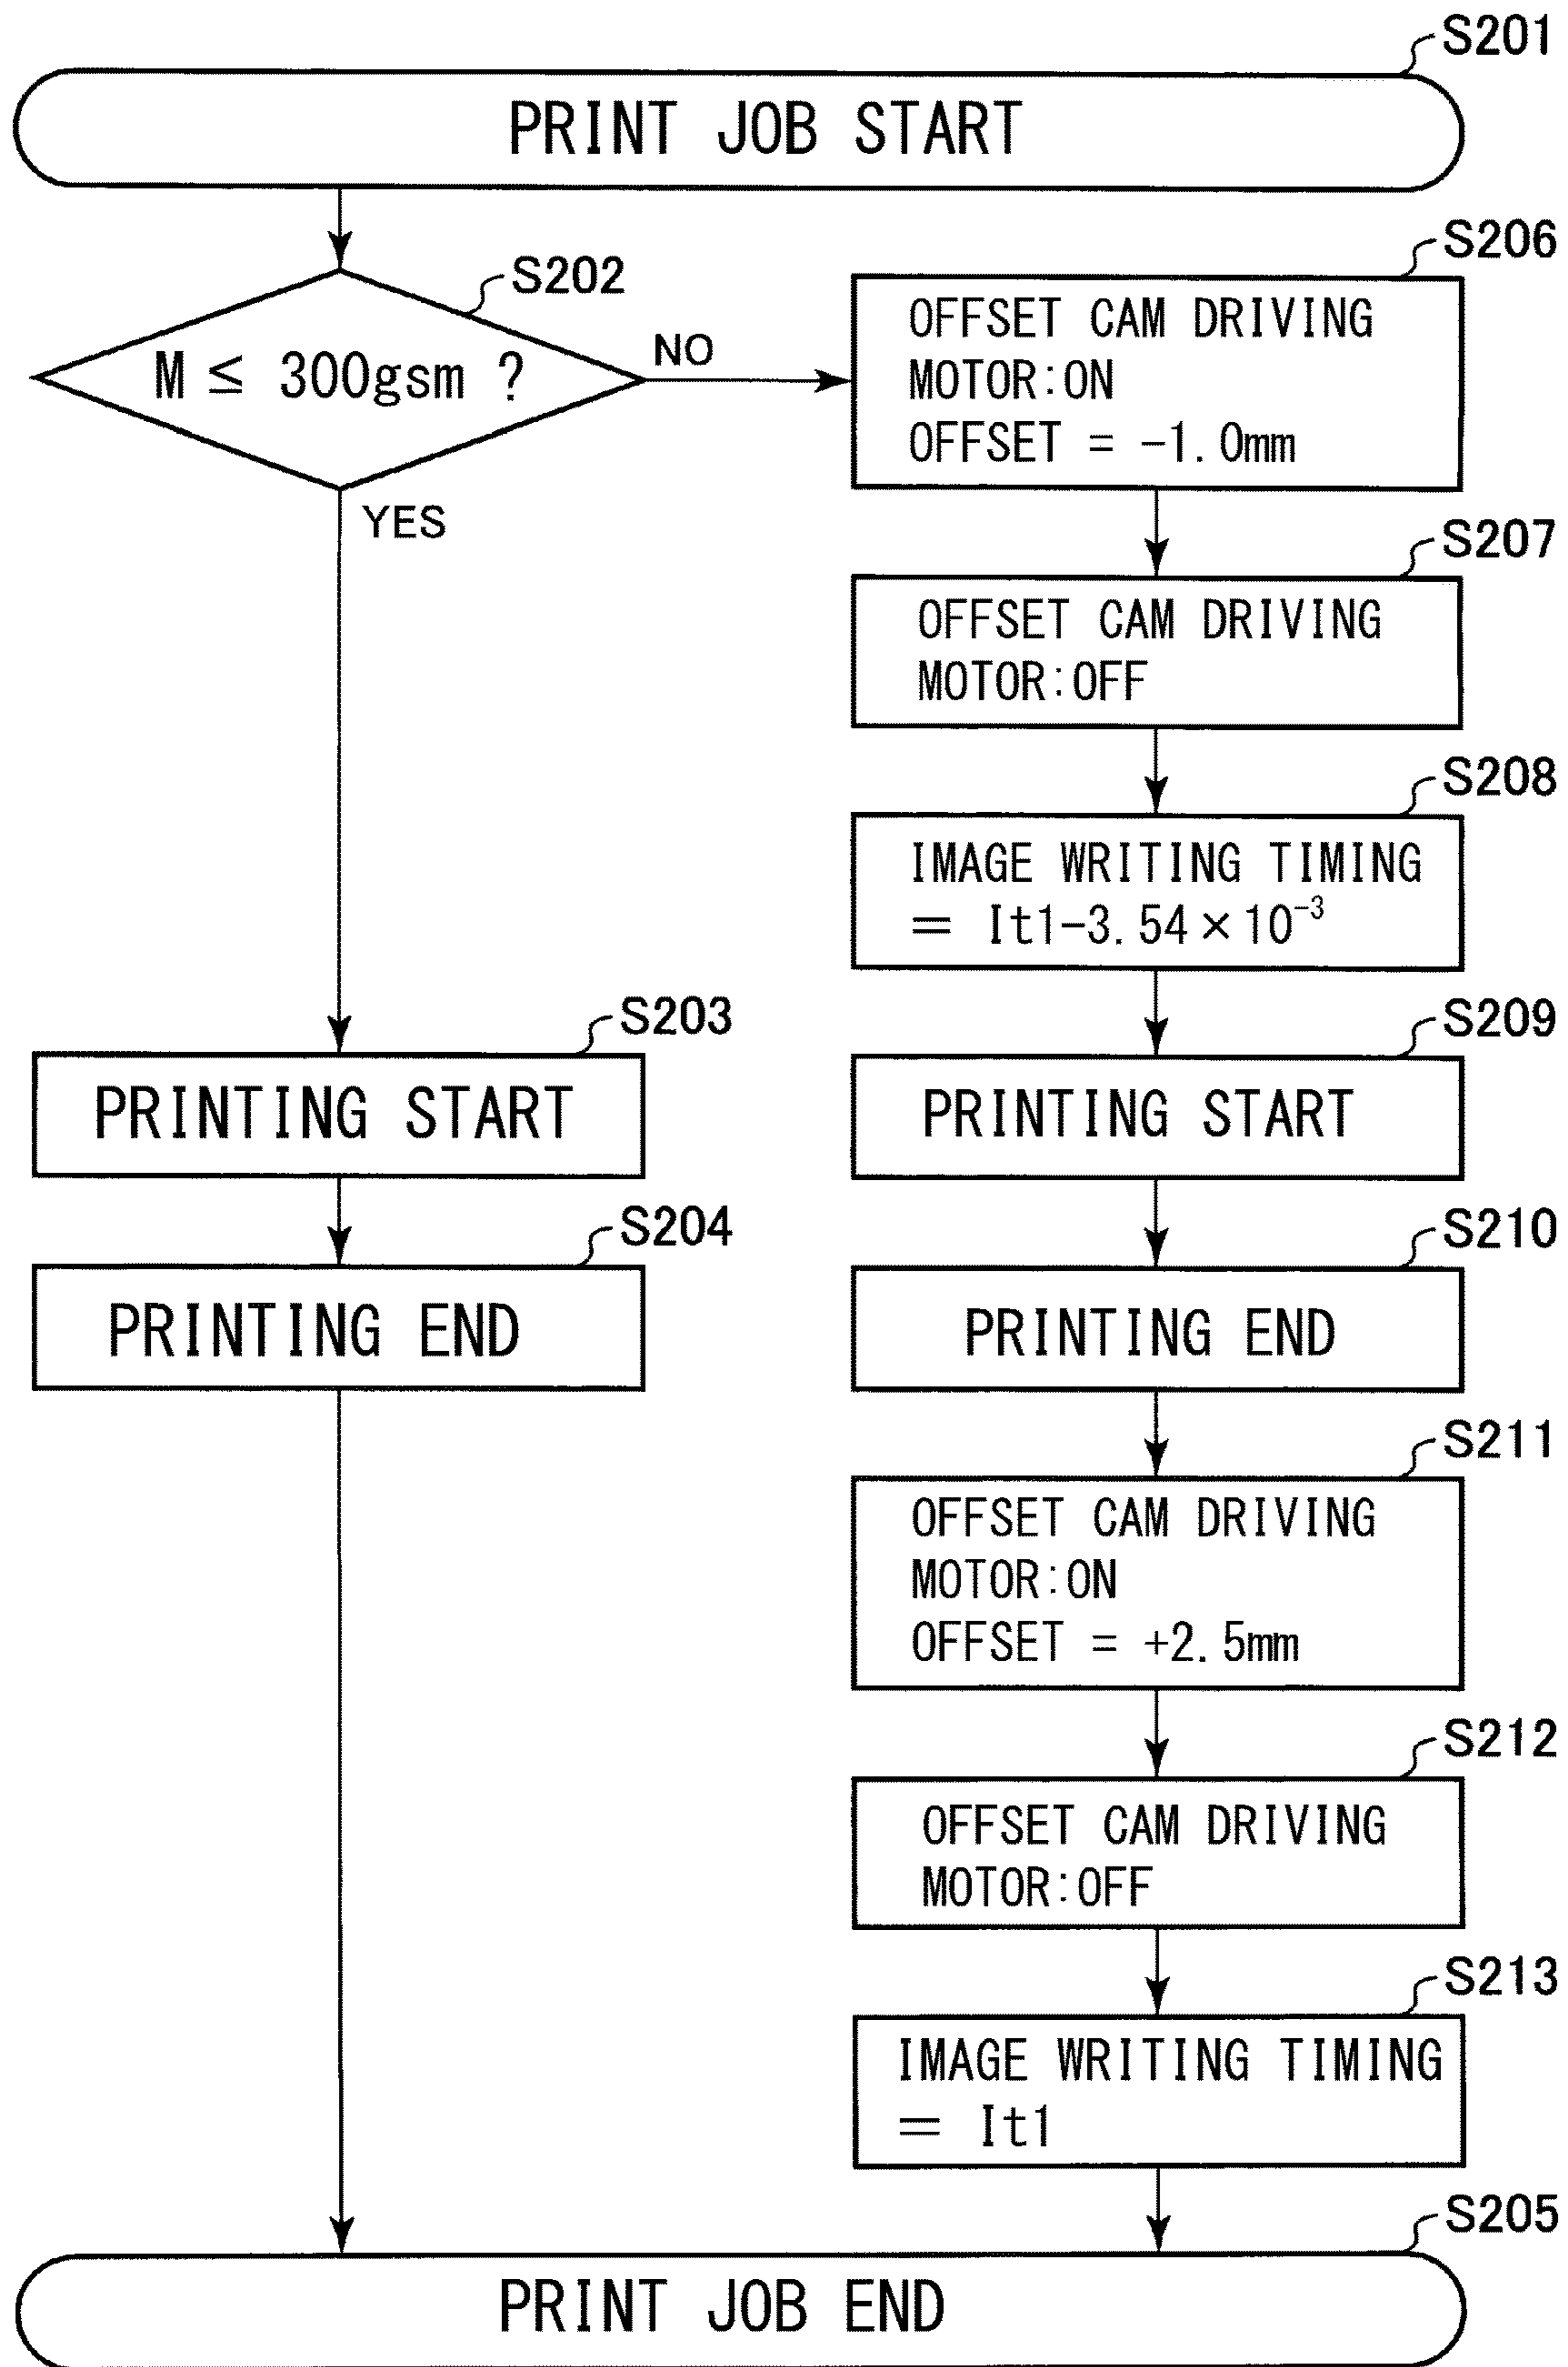 S201
PRINT JOB START
S202
M ≤ 300gsm ?
NO
YES
S206
OFFSET CAM DRIVING
MOTOR:ON
OFFSET = -1.0mm
S207
OFFSET CAM DRIVING
MOTOR:OFF
S208
IMAGE WRITING TIMING
= It1-3.54×10⁻³
S203
PRINTING START
S209
PRINTING START
S204
PRINTING END
S210
PRINTING END
S211
OFFSET CAM DRIVING
MOTOR:ON
OFFSET = +2.5mm
S212
OFFSET CAM DRIVING
MOTOR:OFF
S213
IMAGE WRITING TIMING
= It1
S205
PRINT JOB END